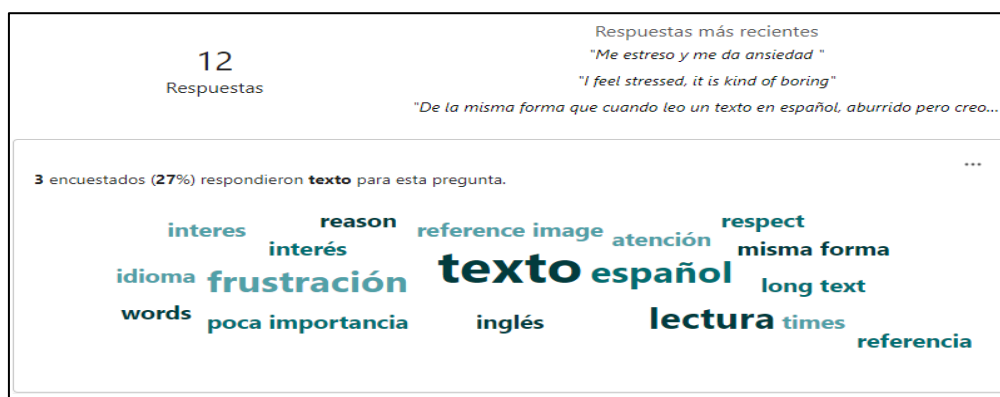 12
Respuestas
Respuestas más recientes
"Me estreso y me da ansiedad "
"I feel stressed, it is kind of boring"
"De la misma forma que cuando leo un texto en español, aburrido pero creo...
...
3 encuestados (27%) respondieron texto para esta pregunta.
interes reason reference image atención respect
interés misma forma
idioma frustración texto español long text
words poca importancia inglés lectura times
referencia